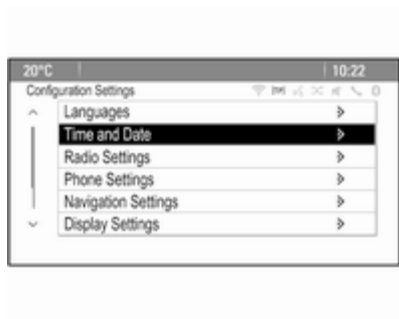 20°C 10:22
Configuration Settings
Languages
Time and Date
Radio Settings
Phone Settings
Navigation Settings
Display Settings